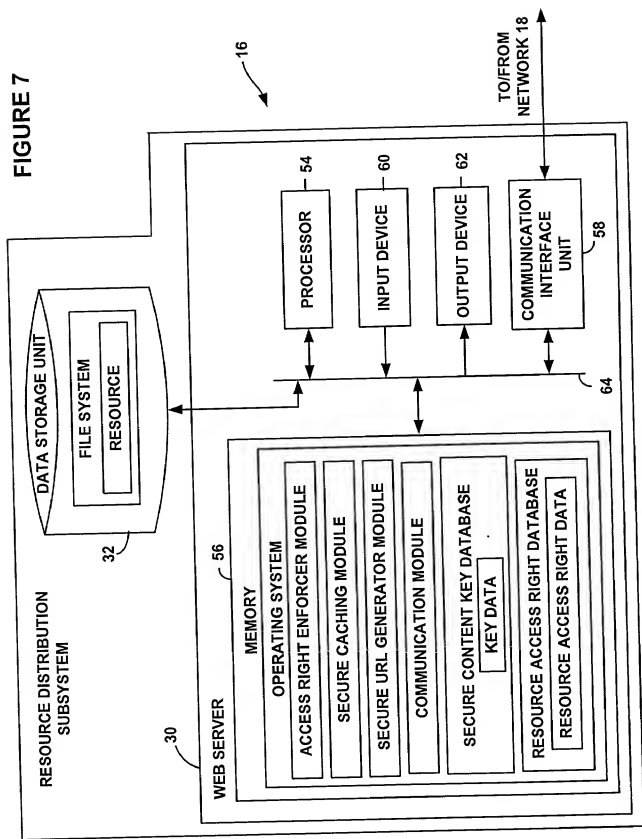 FIGURE 7
RESOURCE DISTRIBUTION
SUBSYSTEM
DATA STORAGE UNIT
FILE SYSTEM
RESOURCE
32
16
30
WEB SERVER
56
MEMORY
OPERATING SYSTEM
ACCESS RIGHT ENFORCER MODULE
SECURE CACHING MODULE
SECURE URL GENERATOR MODULE
COMMUNICATION MODULE
SECURE CONTENT KEY DATABASE
KEY DATA
RESOURCE ACCESS RIGHT DATABASE
RESOURCE ACCESS RIGHT DATA
PROCESSOR
54
INPUT DEVICE
60
OUTPUT DEVICE
62
COMMUNICATION
INTERFACE
UNIT
58
64
TO/FROM
NETWORK 18